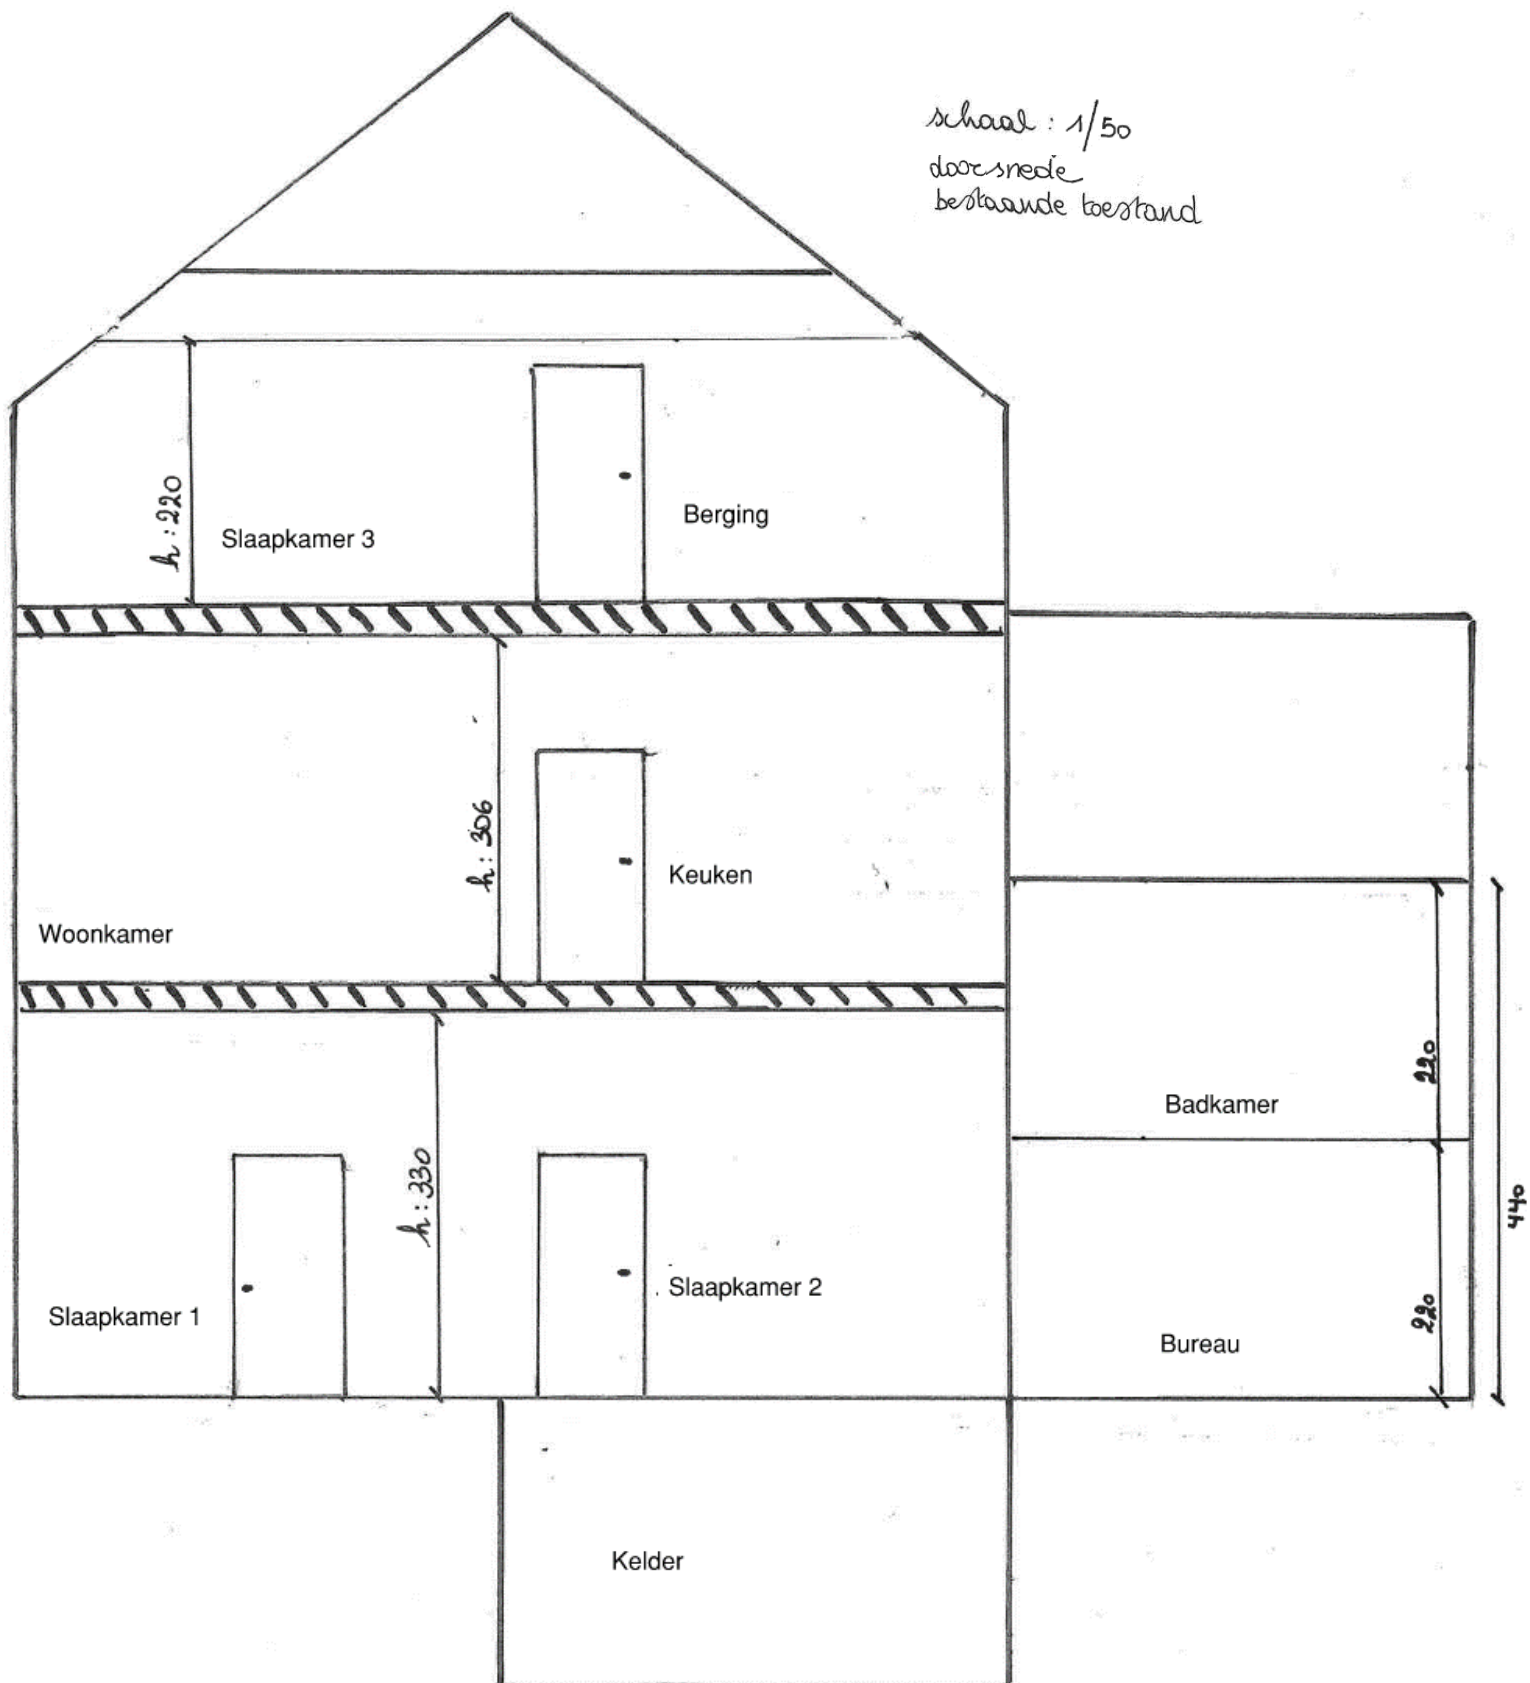 schaal : 1/50
doorsnede
bestaande toestand
h : 220
Slaapkamer 3
Berging
h : 306
Keuken
Woonkamer
220
Badkamer
h : 330
440
Slaapkamer 1
Slaapkamer 2
220
Bureau
Kelder